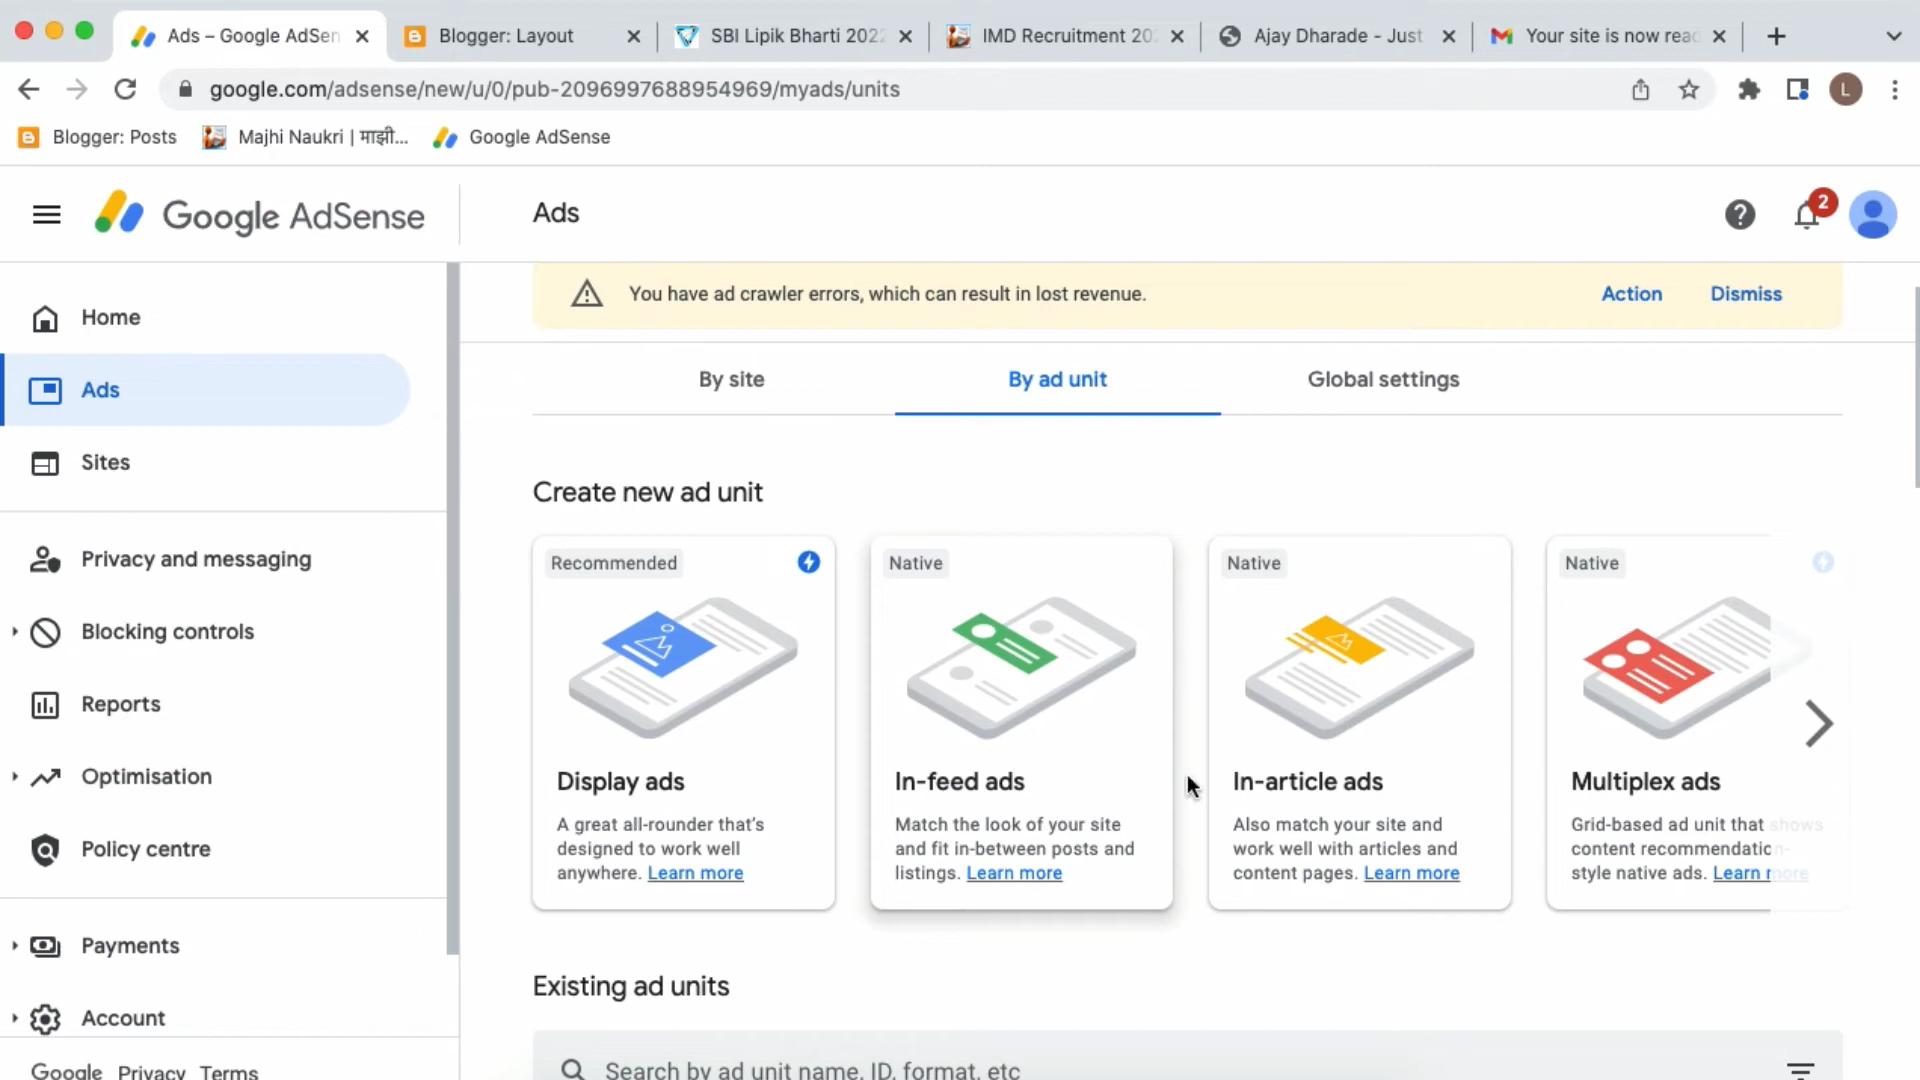 Ads – Google AdSen
Blogger: Layout
SBI Lipik Bharti 202
IMD Recruitment 20
Ajay Dharade - Just
Your site is now rea
google.com/adsense/new/u/0/pub-2096997688954969/myads/units
L
Blogger: Posts
Majhi Naukri | माझी...
Google AdSense
Google AdSense
Ads
2
You have ad crawler errors, which can result in lost revenue.
Action
Dismiss
Home
Ads
Sites
Privacy and messaging
Blocking controls
Reports
Optimisation
Policy centre
Payments
Account
Google Privacy Terms
By site
By ad unit
Global settings
Create new ad unit
Recommended
Display ads
A great all-rounder that's
designed to work well
anywhere. Learn more
Native
In-feed ads
Match the look of your site
and fit in-between posts and
listings. Learn more
Native
In-article ads
Also match your site and
work well with articles and
content pages. Learn more
Native
Multiplex ads
Grid-based ad unit that shows
content recommendation-
style native ads. Learn more
Existing ad units
Search by ad unit name, ID, format, etc